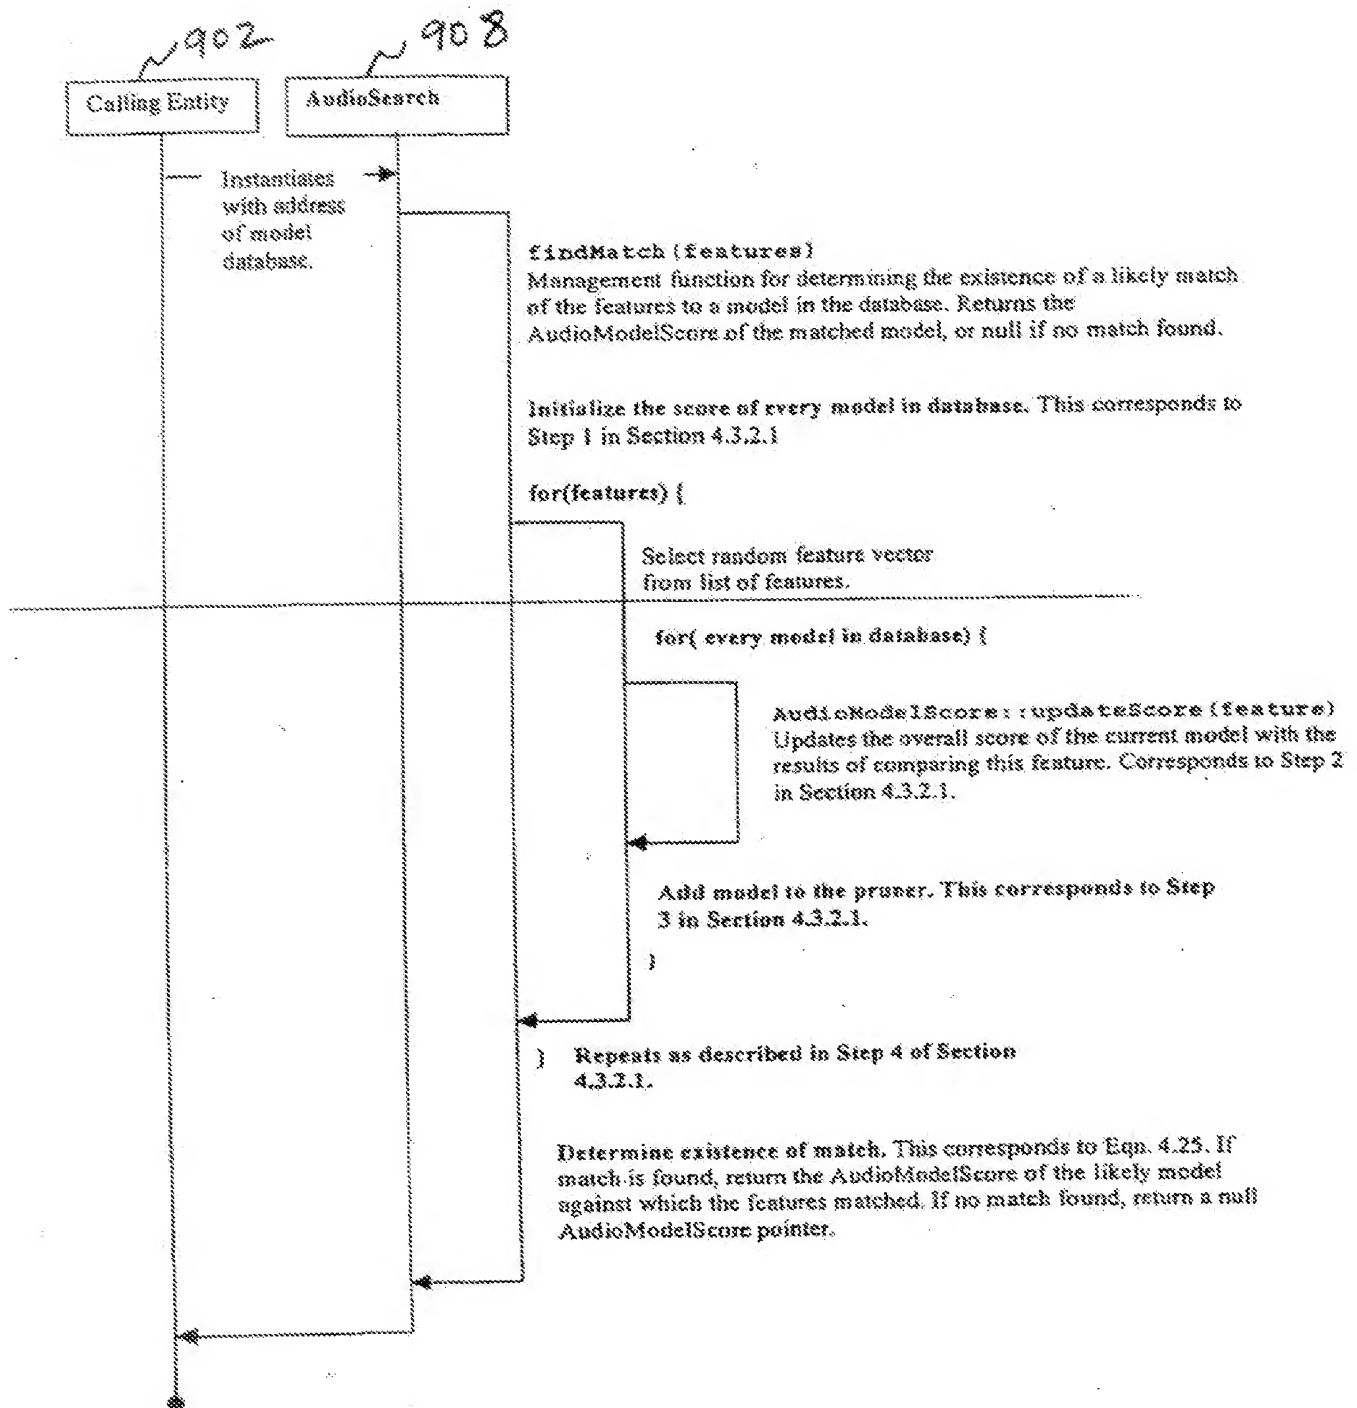 902
908
Calling Entity
AudioSearch
Instantiates
with address
of model
database.
findMatch(features)
Management function for determining the existence of a likely match
of the features to a model in the database. Returns the
AudioModelScore of the matched model, or null if no match found.
Initialize the score of every model in database. This corresponds to
Step 1 in Section 4.3.2.1
for(features) {
Select random feature vector
from list of features.
for( every model in database) {
AudioModelScore::updateScore(feature)
Updates the overall score of the current model with the
results of comparing this feature. Corresponds to Step 2
in Section 4.3.2.1.
Add model to the pruner. This corresponds to Step
3 in Section 4.3.2.1.
}
} Repeats as described in Step 4 of Section
4.3.2.1.
Determine existence of match. This corresponds to Eqn. 4.25. If
match is found, return the AudioModelScore of the likely model
against which the features matched. If no match found, return a null
AudioModelScore pointer.